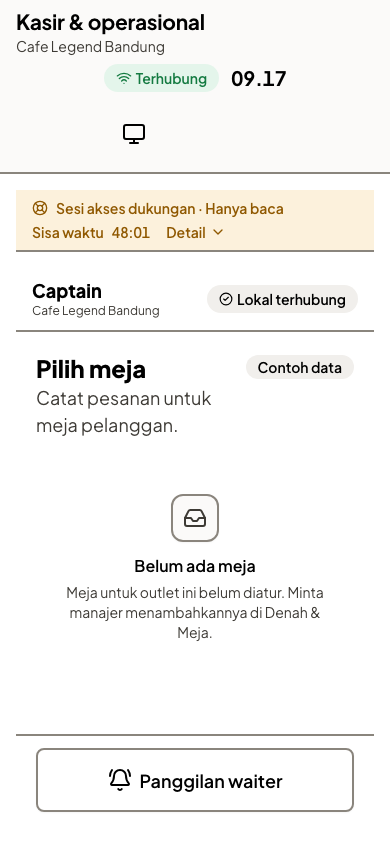 Kasir & operasional
Cafe Legend Bandung
Terhubung 09.17
Sesi akses dukungan · Hanya baca
Sisa waktu 48:01 Detail
Captain
Cafe Legend Bandung
Lokal terhubung
Pilih meja
Contoh data
Catat pesanan untuk
meja pelanggan.
Belum ada meja
Meja untuk outlet ini belum diatur. Minta
manajer menambahkannya di Denah &
Meja.
Panggilan waiter